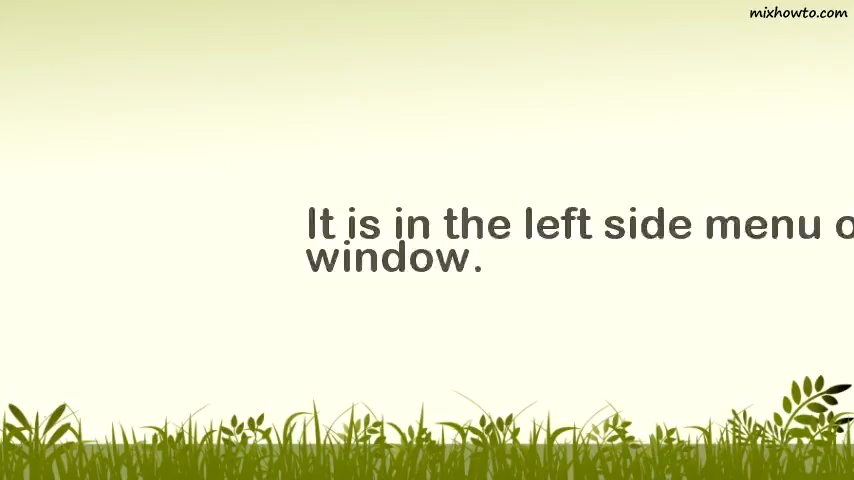 mixhowto.com
It is in the left side menu
window.